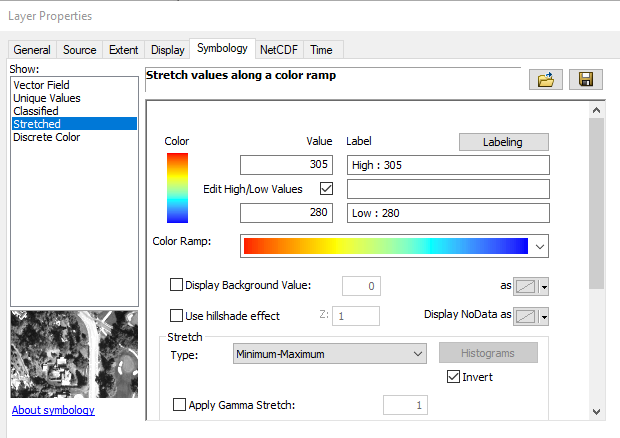 Layer Properties
General Source Extent Display Symbology NetCDF Time
Show:
Vector Field
Unique Values
Classified
Stretched
Discrete Color
About symbology
Stretch values along a color ramp
Color Value Label Labeling
305 High : 305
Edit High/Low Values
280 Low : 280
Color Ramp:
Display Background Value: 0 as
Use hillshade effect Z: 1 Display NoData as
Stretch
Type: Minimum-Maximum Histograms
Invert
Apply Gamma Stretch: 1